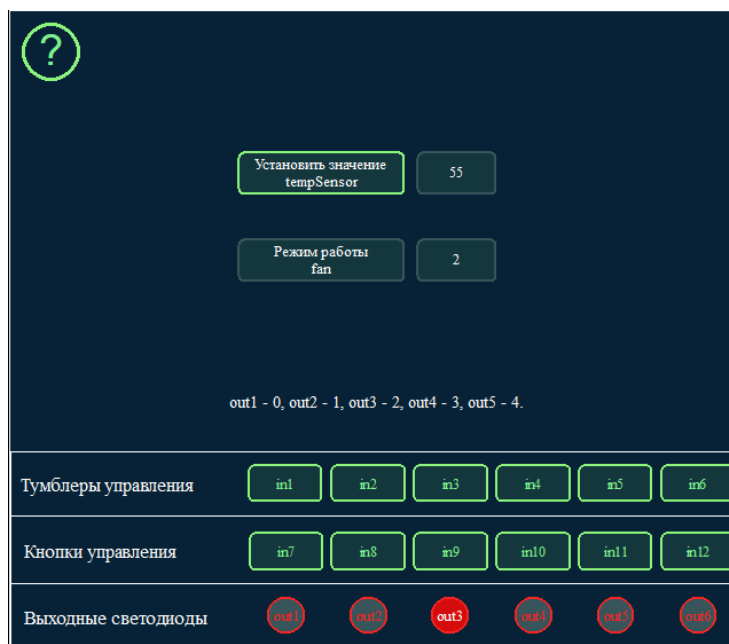 ?
Установить значение
tempSensor
55
Режим работы
fan
2
out1 - 0, out2 - 1, out3 - 2, out4 - 3, out5 - 4.
Тумблеры управления in1 in2 in3 in4 in5 in6
Кнопки управления in7 in8 in9 in10 in11 in12
Выходные светодиоды out1 out2 out3 out4 out5 out6